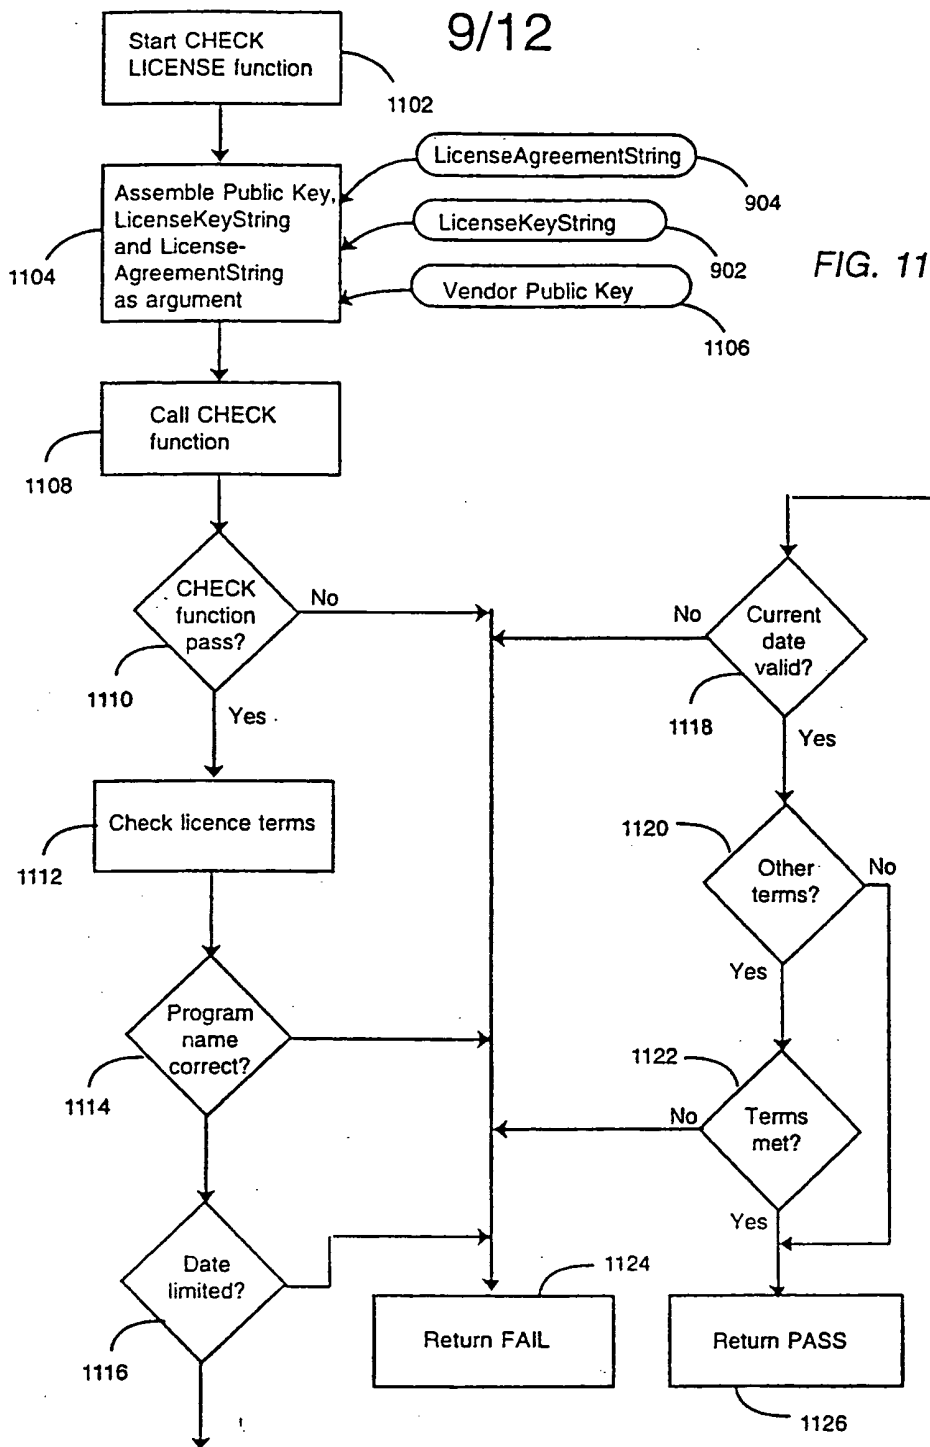 9/12
Start CHECK
LICENSE function
1102
LicenseAgreementString
904
Assemble Public Key,
LicenseKeyString
and License-
AgreementString
as argument
1104
LicenseKeyString
902
FIG. 11
Vendor Public Key
1106
Call CHECK
function
1108
CHECK
function
pass?
No
1110
Yes
No
Current
date
valid?
1118
Yes
Check licence terms
1112
1120
Other
terms?
No
Yes
Program
name
correct?
1114
1122
No
Terms
met?
Yes
Date
limited?
1116
1124
Return FAIL
Return PASS
1126